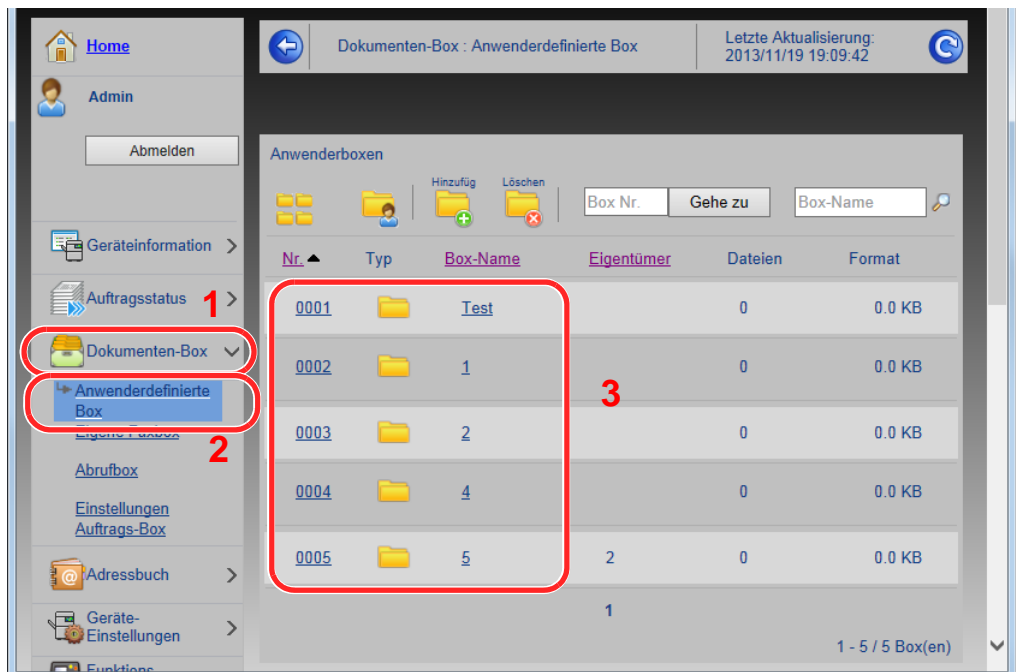 Home
Admin
Abmelden
Geräteinformation
Auftragsstatus
1
Dokumenten-Box
Anwenderdefinierte
Box
2
Eigene Faxbox
Abrufbox
Einstellungen
Auftrags-Box
Adressbuch
Geräte-
Einstellungen
Funktions
Dokumenten-Box : Anwenderdefinierte Box
Letzte Aktualisierung:
2013/11/19 19:09:42
Anwenderboxen
Hinzufüg Löschen
Box Nr. Gehe zu Box-Name
Nr. Typ Box-Name Eigentümer Dateien Format
0001 Test 0 0.0 KB
0002 1 0 0.0 KB
3
0003 2 0 0.0 KB
0004 4 0 0.0 KB
0005 5 2 0 0.0 KB
1
1 - 5 / 5 Box(en)